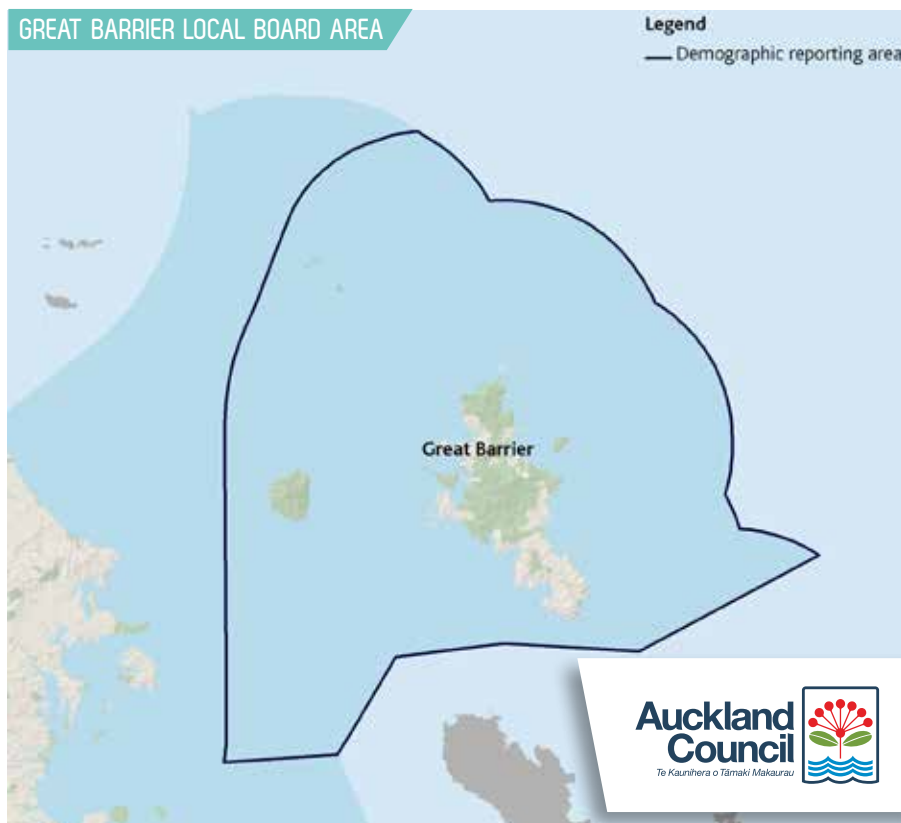 GREAT BARRIER LOCAL BOARD AREA
Legend
Demographic reporting area
Great Barrier
Auckland
Council
Te Kaunihera o Tāmaki Makaurau